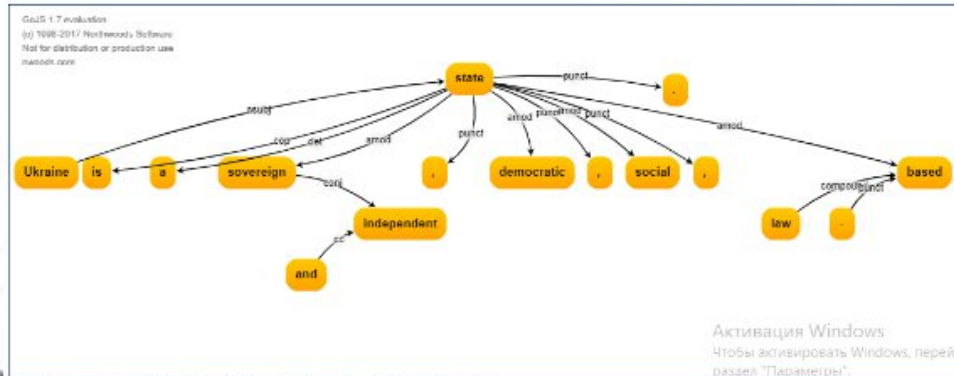 GoJS 1.7 evaluation
(c) 1998-2017 Northwoods Software
Not for distribution or production use
nwoods.com
state
punct
.
nsubj
cop
det
amod
punct
amod
punct
amod
punct
amod
Ukraine
is
a
sovereign
,
democratic
,
social
,
based
conj
compound
punct
independent
law
-
cc
and
Активация Windows
Чтобы активировать Windows, перей
раздел "Параметры".